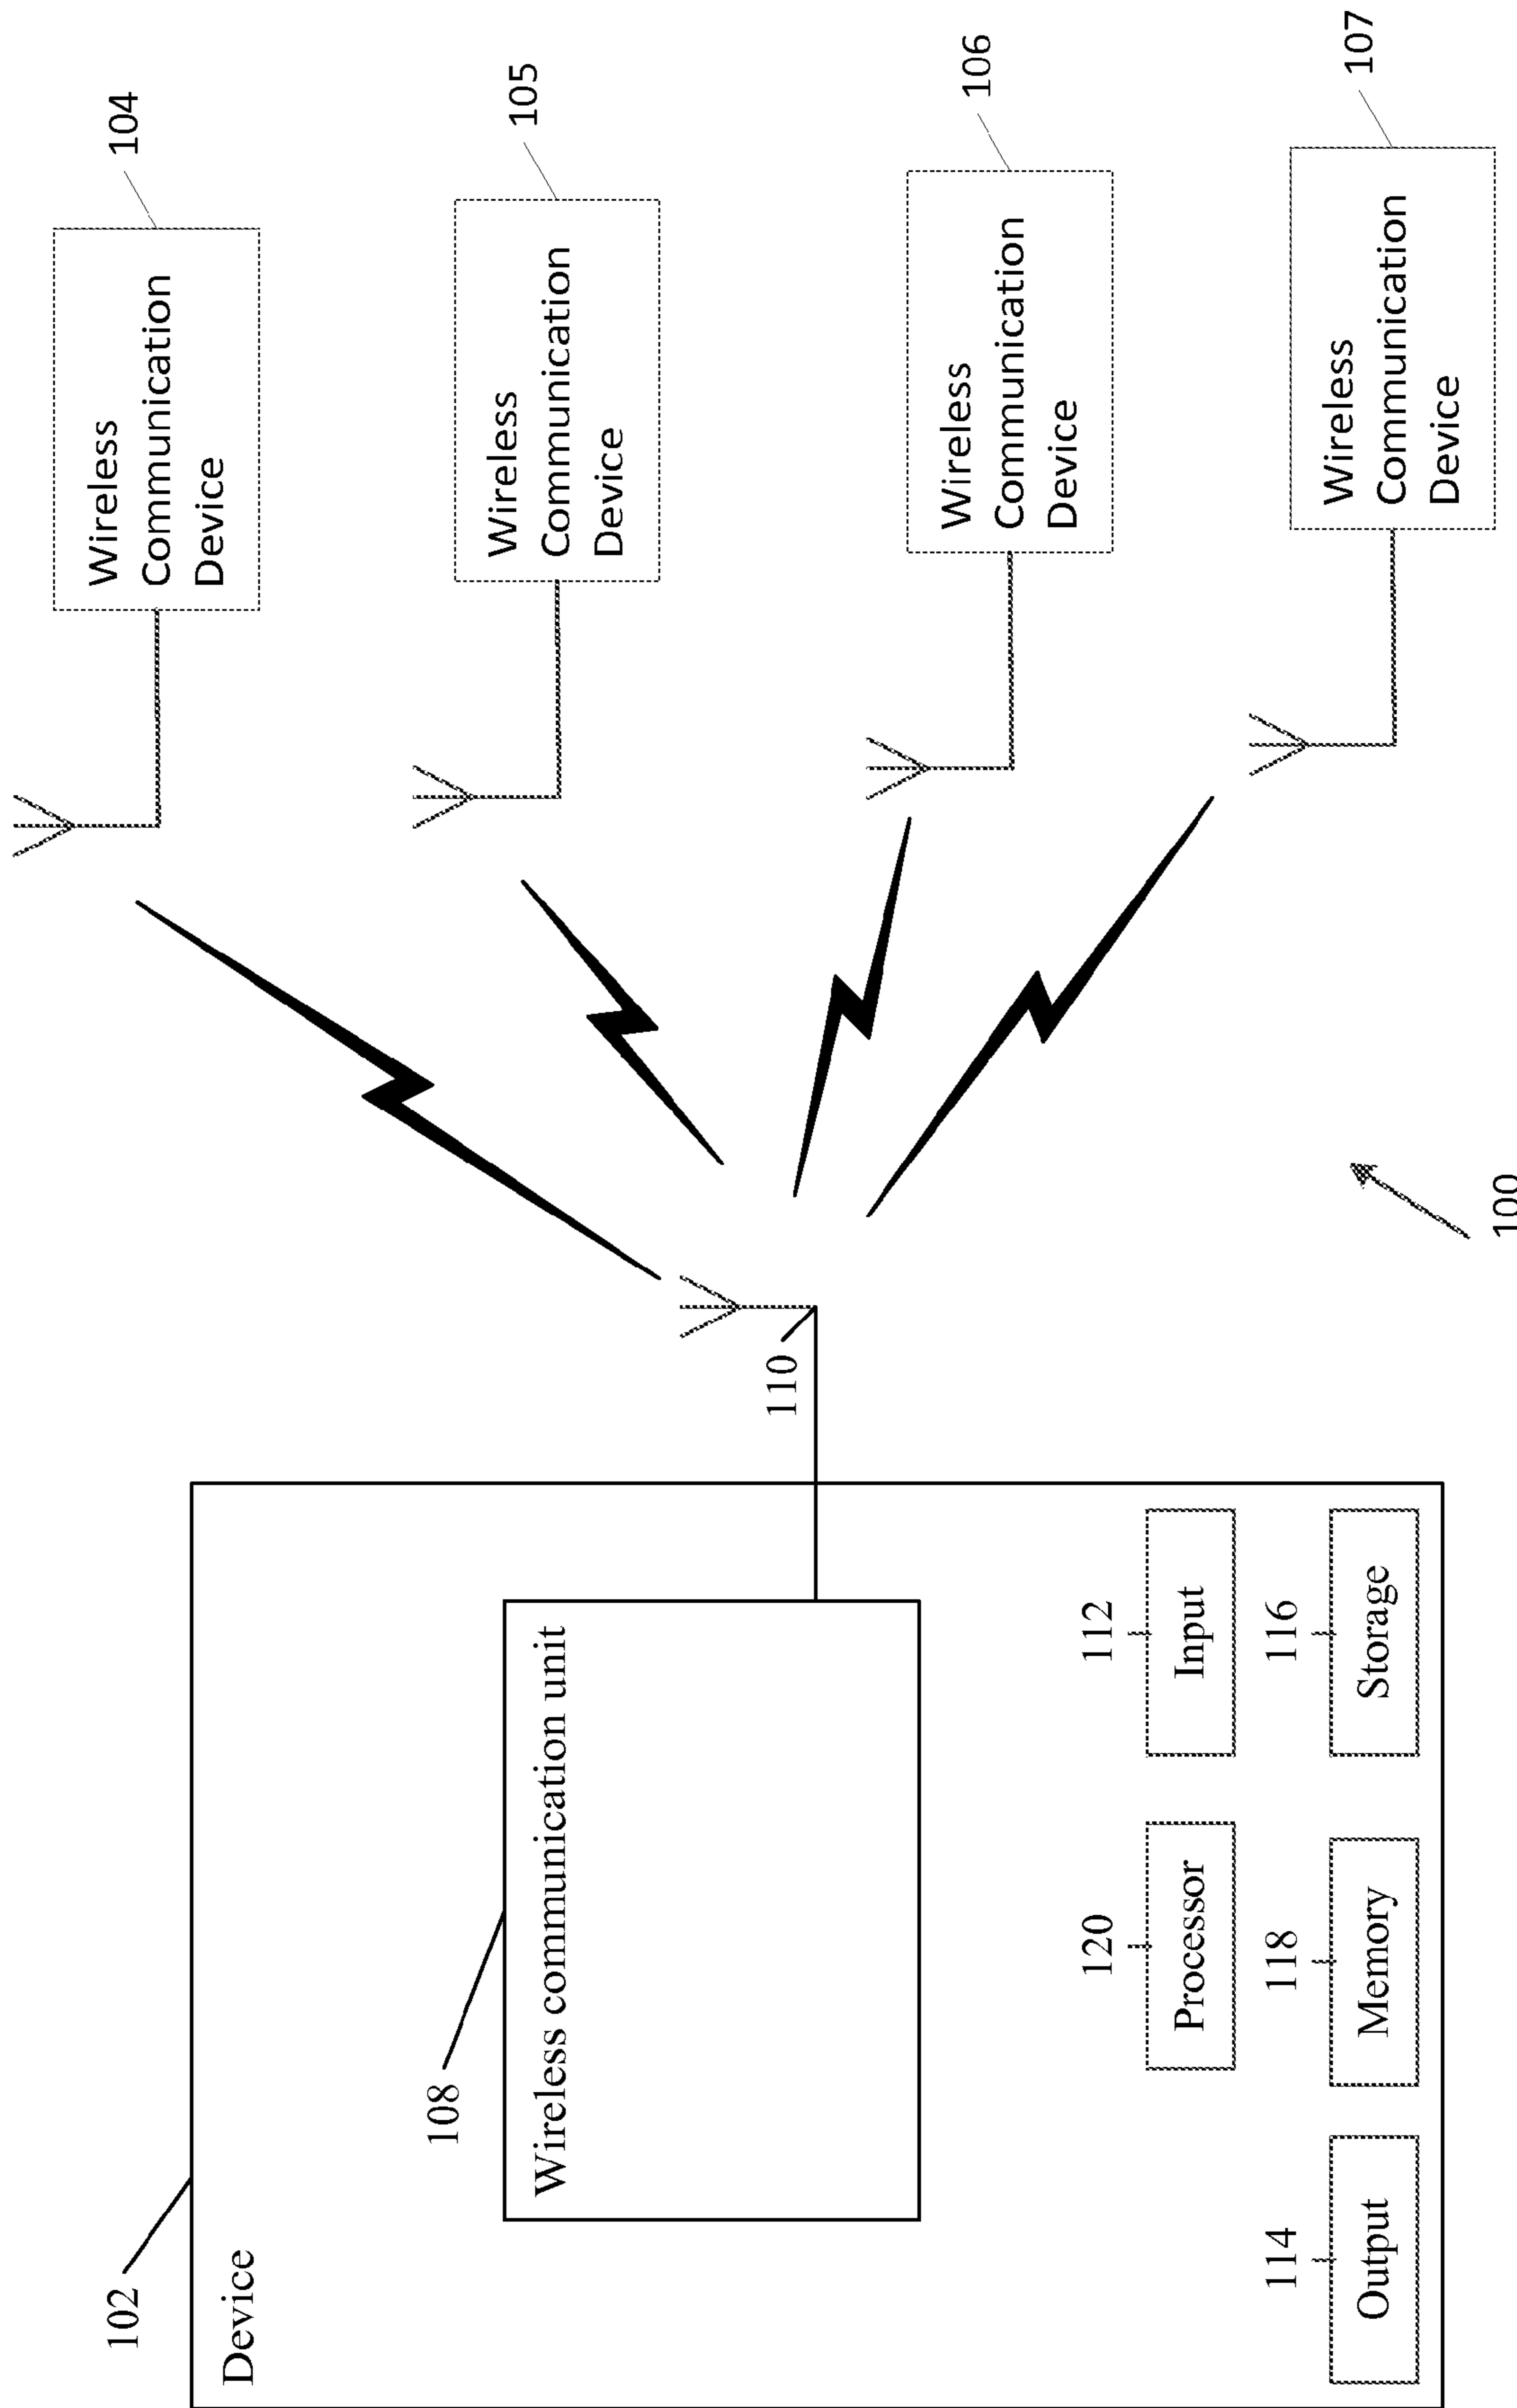 102
Device
108
Wireless communication unit
110
120
Processor
112
Input
114
Output
118
Memory
116
Storage
104
Wireless
Communication
Device
105
Wireless
Communication
Device
106
Wireless
Communication
Device
107
Wireless
Communication
Device
100